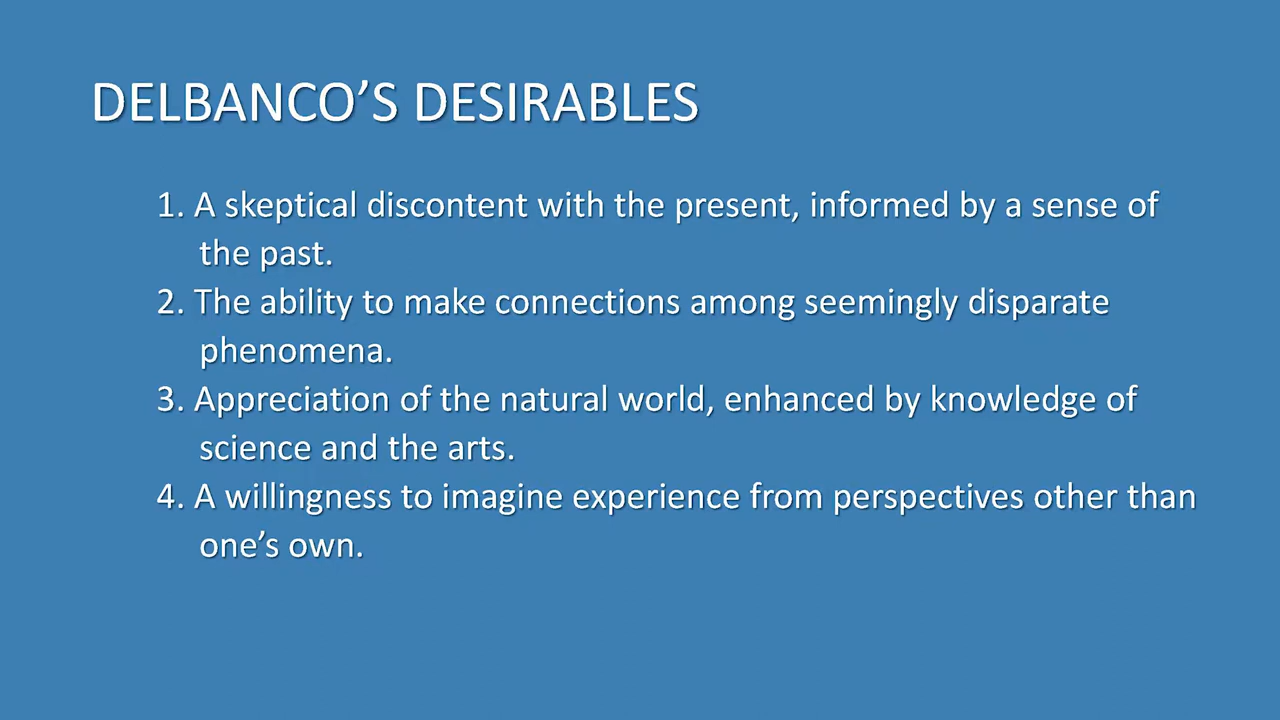 DELBANCO’S DESIRABLES
1. A skeptical discontent with the present, informed by a sense of
the past.
2. The ability to make connections among seemingly disparate
phenomena.
3. Appreciation of the natural world, enhanced by knowledge of
science and the arts.
4. A willingness to imagine experience from perspectives other than
one’s own.